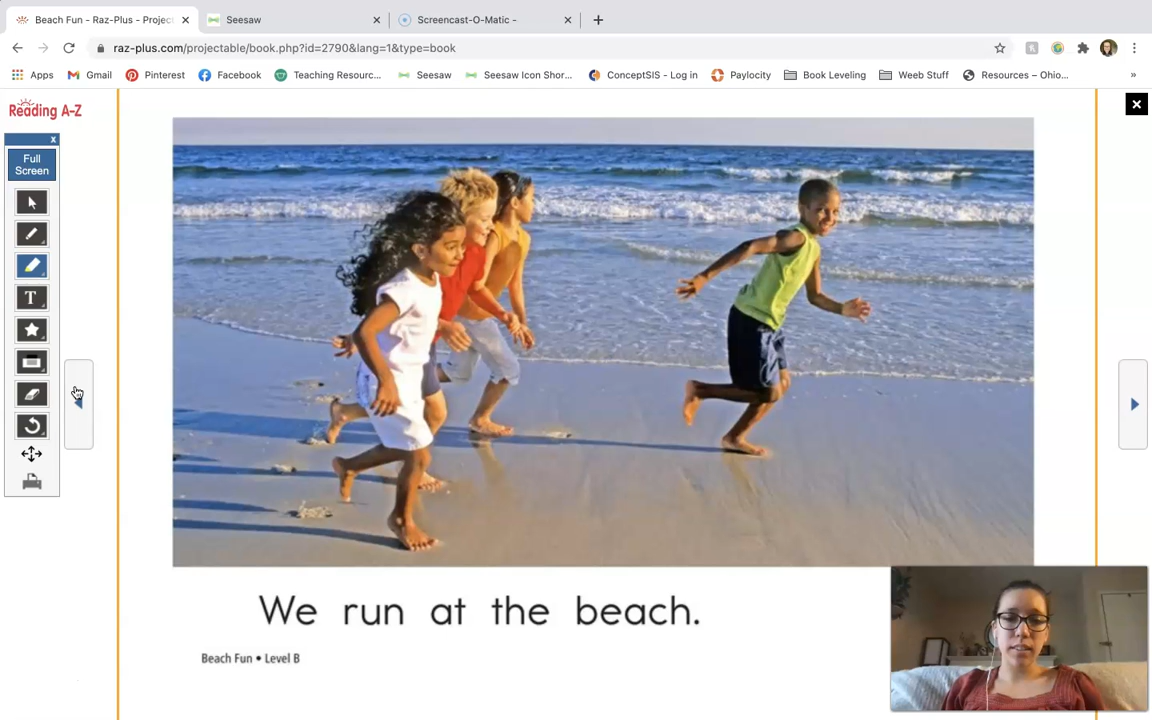 Beach Fun - Raz-Plus - Project
Seesaw
Screencast-O-Matic -
raz-plus.com/projectable/book.php?id=2790&lang=1&type=book
Apps
Gmail
Pinterest
Facebook
Teaching Resourc...
Seesaw
Seesaw Icon Shor...
ConceptSIS - Log in
Paylocity
Book Leveling
Weeb Stuff
Resources – Ohio...
»
Reading A-Z
x
Full
Screen
T
We run at the beach.
Beach Fun • Level B